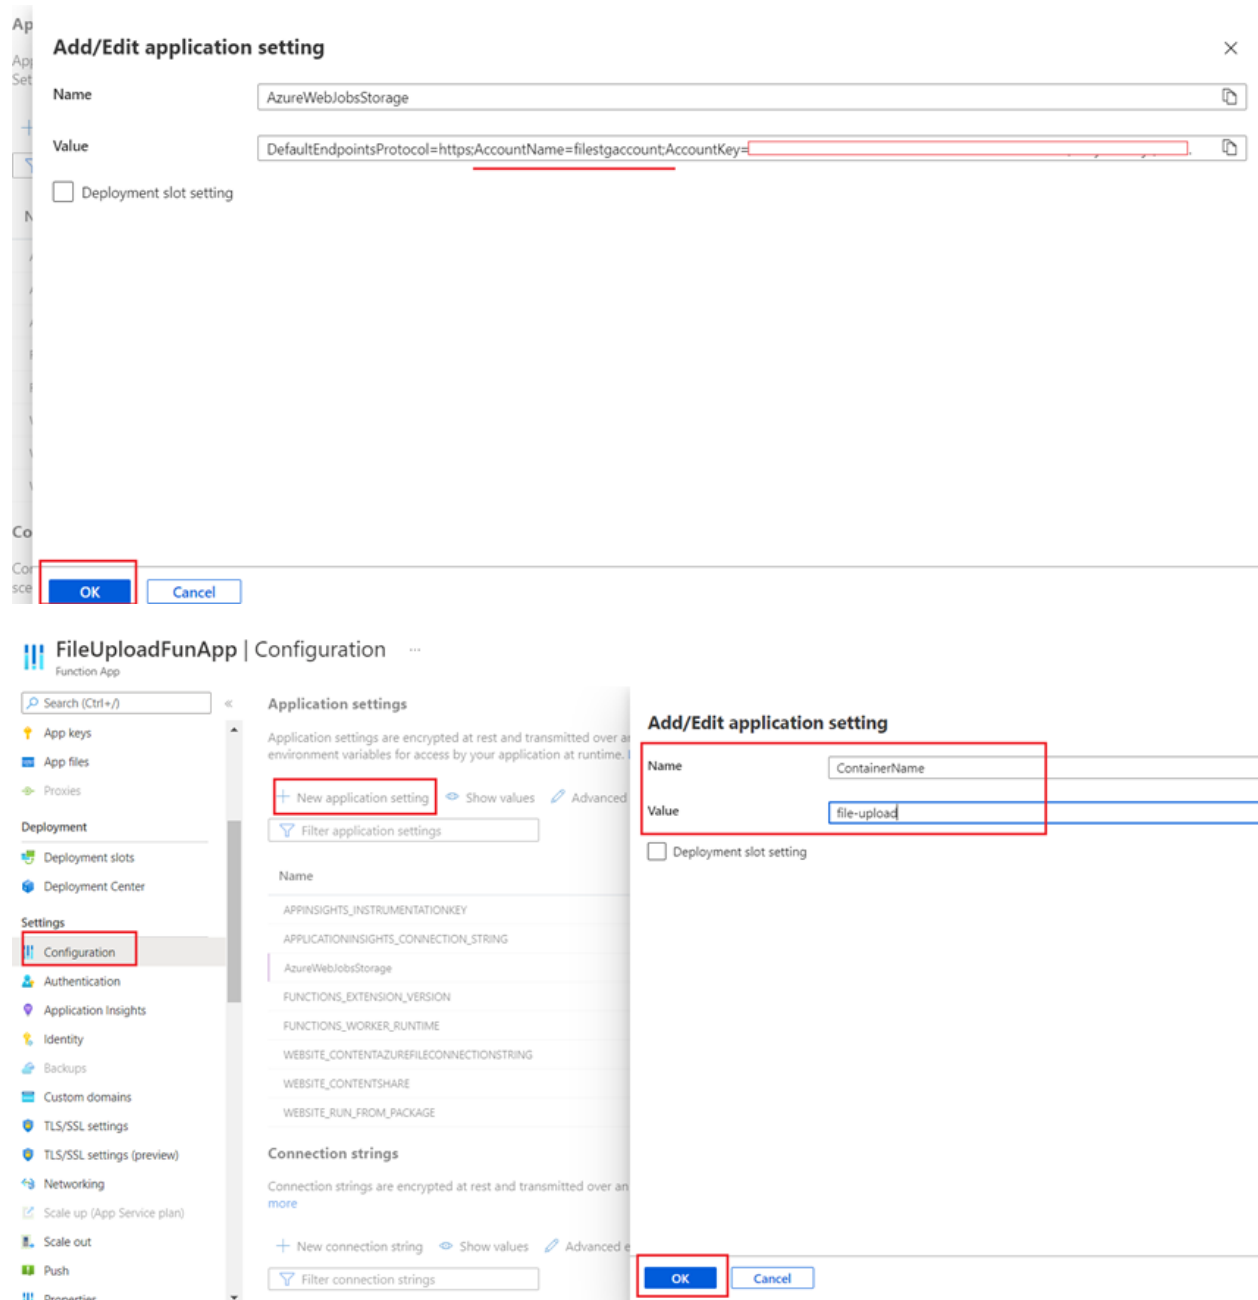 Ap
Add/Edit application setting
App
Set
Name
AzureWebJobsStorage
Value
DefaultEndpointsProtocol=https;AccountName=filestgaccount;AccountKey=
Deployment slot setting
N
Co
Con
sce
OK
Cancel
FileUploadFunApp | Configuration ...
Function App
Search (Ctrl+/)
«
App keys
App files
Proxies
Deployment
Deployment slots
Deployment Center
Settings
Configuration
Authentication
Application Insights
Identity
Backups
Custom domains
TLS/SSL settings
TLS/SSL settings (preview)
Networking
Scale up (App Service plan)
Scale out
Push
Properties
Application settings
Application settings are encrypted at rest and transmitted over an
environment variables for access by your application at runtime.
New application setting
Show values
Advanced
Filter application settings
Name
APPINSIGHTS_INSTRUMENTATIONKEY
APPLICATIONINSIGHTS_CONNECTION_STRING
AzureWebJobsStorage
FUNCTIONS_EXTENSION_VERSION
FUNCTIONS_WORKER_RUNTIME
WEBSITE_CONTENTAZUREFILECONNECTIONSTRING
WEBSITE_CONTENTSHARE
WEBSITE_RUN_FROM_PACKAGE
Connection strings
Connection strings are encrypted at rest and transmitted over an
more
New connection string
Show values
Advanced e
Filter connection strings
Add/Edit application setting
Name
ContainerName
Value
file-upload
Deployment slot setting
OK
Cancel